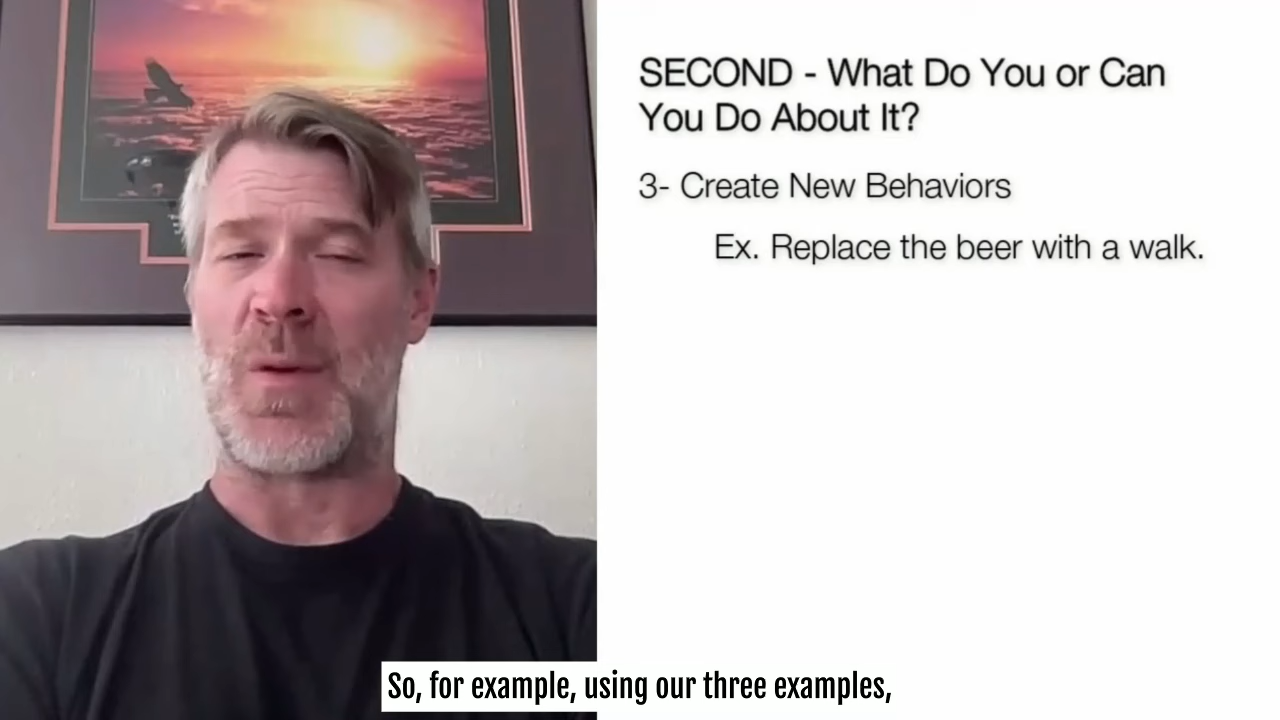 SECOND - What Do You or Can
You Do About It?
3- Create New Behaviors
Ex. Replace the beer with a walk.
So, for example, using our three examples,